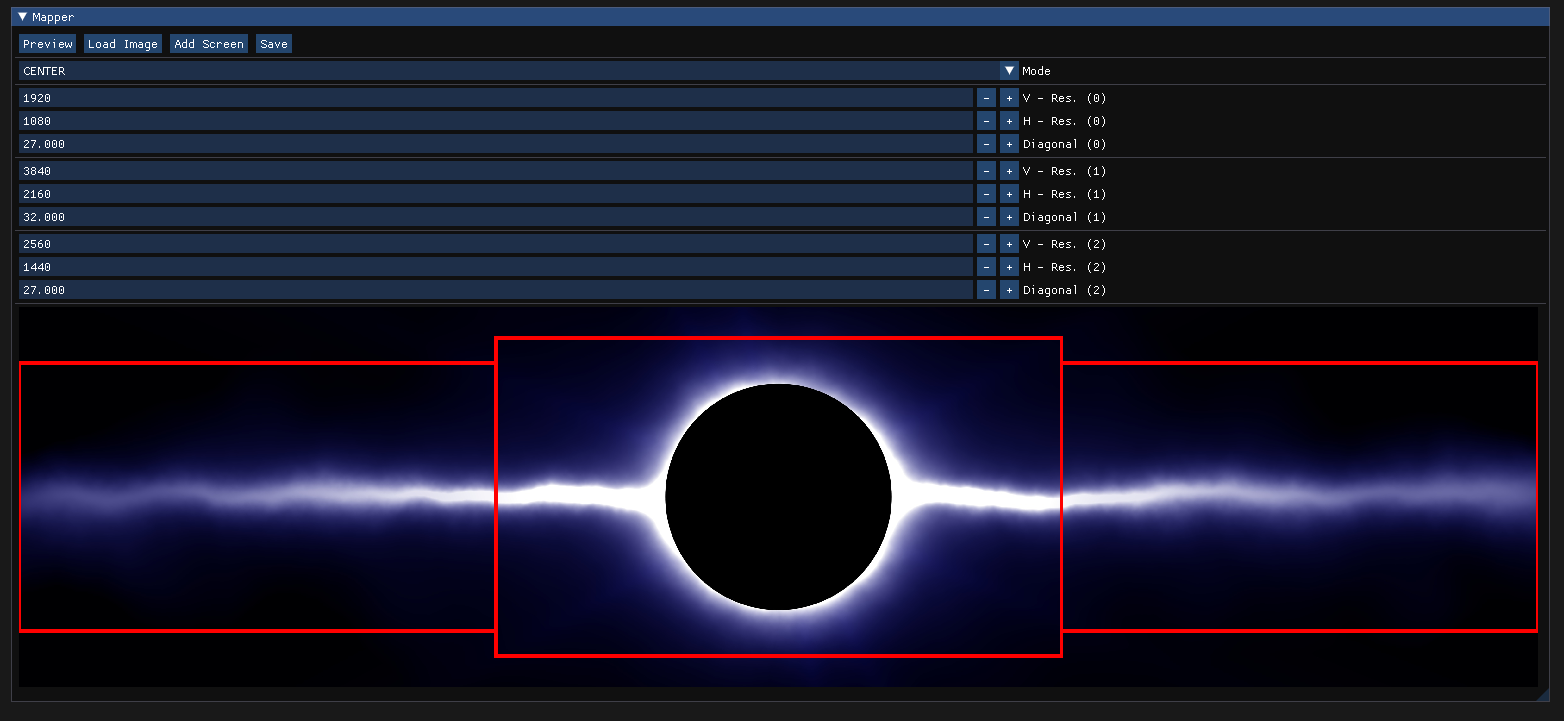 Mapper
Preview Load Image Add Screen Save
CENTER Mode
1920 - + V - Res. (0)
1080 - + H - Res. (0)
27.000 - + Diagonal (0)
3840 - + V - Res. (1)
2160 - + H - Res. (1)
32.000 - + Diagonal (1)
2560 - + V - Res. (2)
1440 - + H - Res. (2)
27.000 - + Diagonal (2)